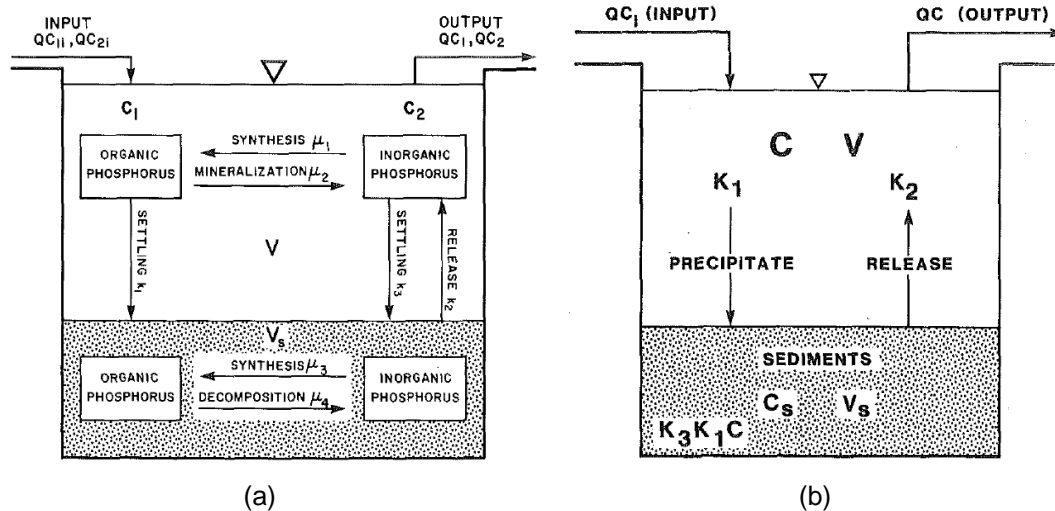 INPUT
QC₁ᵢ,QC₂ᵢ
OUTPUT
QC₁,QC₂
C₁
C₂
ORGANIC
PHOSPHORUS
SYNTHESIS μ₁
MINERALIZATION μ₂
INORGANIC
PHOSPHORUS
SETTLING k₁
V
SETTLING k₃
RELEASE k₂
Vₛ
ORGANIC
PHOSPHORUS
SYNTHESIS μ₃
DECOMPOSITION μ₄
INORGANIC
PHOSPHORUS
(a)
QCᵢ (INPUT)
QC (OUTPUT)
C V
K₁
K₂
PRECIPITATE
RELEASE
SEDIMENTS
Cₛ Vₛ
K₃K₁C
(b)